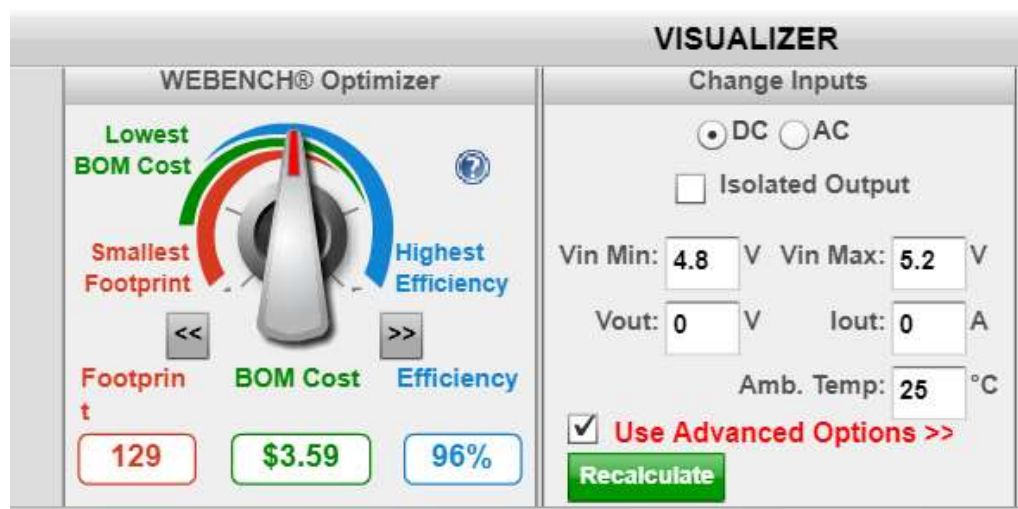 VISUALIZER
WEBENCH® Optimizer
Lowest
BOM Cost
Smallest
Footprint
Highest
Efficiency
<<
>>
Footprin
t
BOM Cost
Efficiency
129
$3.59
96%
Change Inputs
DC AC
Isolated Output
Vin Min: 4.8 V Vin Max: 5.2 V
Vout: 0 V Iout: 0 A
Amb. Temp: 25 °C
Use Advanced Options >>
Recalculate